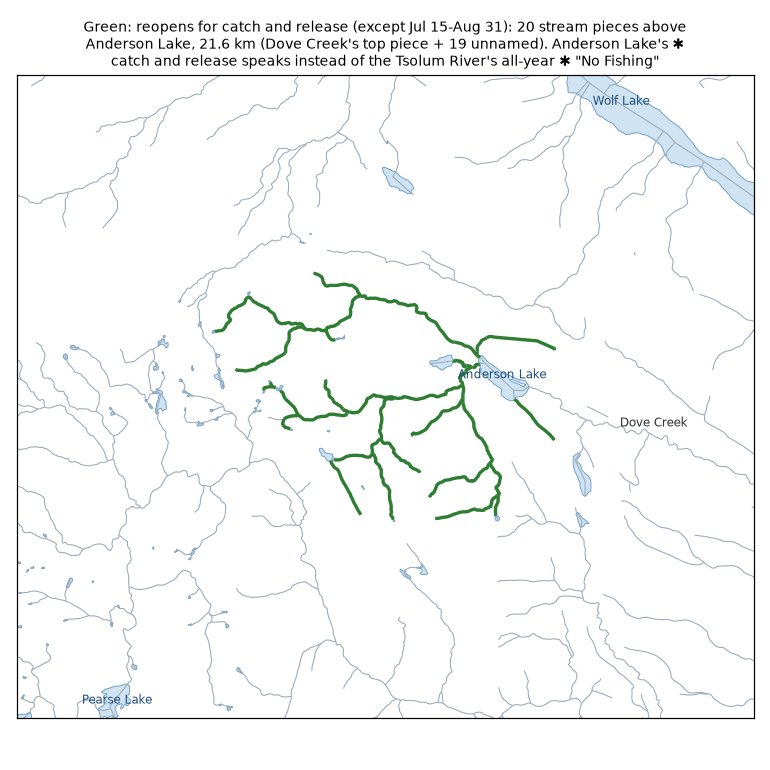 Green: reopens for catch and release (except Jul 15-Aug 31): 20 stream pieces above
Anderson Lake, 21.6 km (Dove Creek's top piece + 19 unnamed). Anderson Lake's ✱
catch and release speaks instead of the Tsolum River's all-year ✱ "No Fishing"
Wolf Lake
Anderson Lake
Dove Creek
Pearse Lake